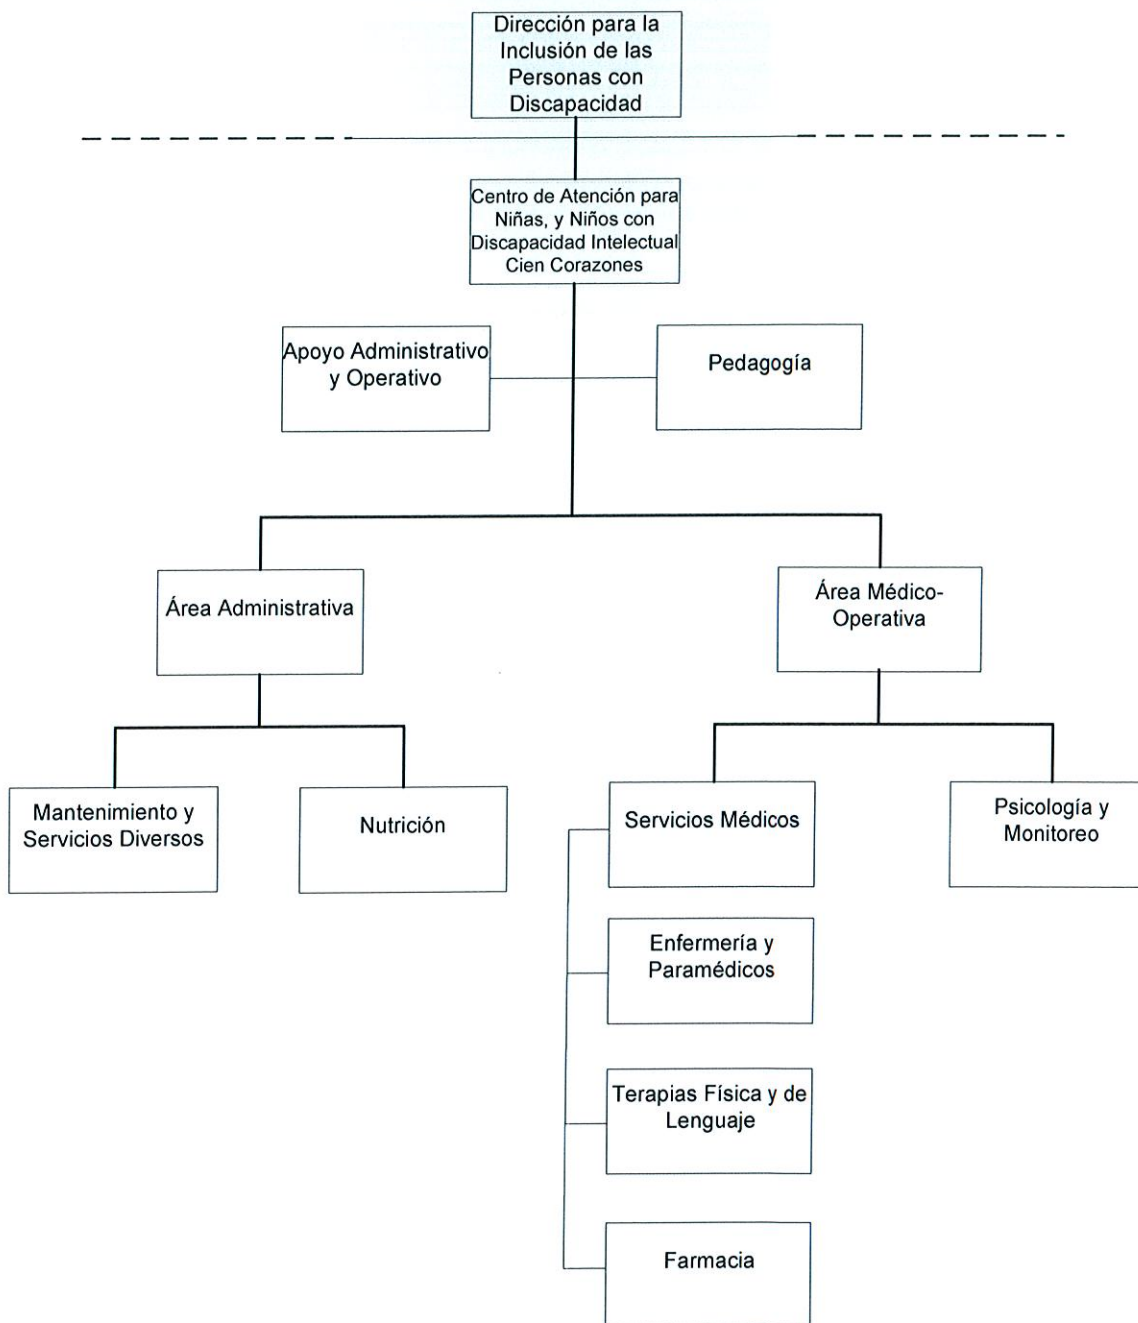 Dirección para la
Inclusión de las
Personas con
Discapacidad
Centro de Atención para
Niñas, y Niños con
Discapacidad Intelectual
Cien Corazones
Apoyo Administrativo
y Operativo
Pedagogía
Área Administrativa
Área Médico-
Operativa
Mantenimiento y
Servicios Diversos
Nutrición
Servicios Médicos
Psicología y
Monitoreo
Enfermería y
Paramédicos
Terapias Física y de
Lenguaje
Farmacia